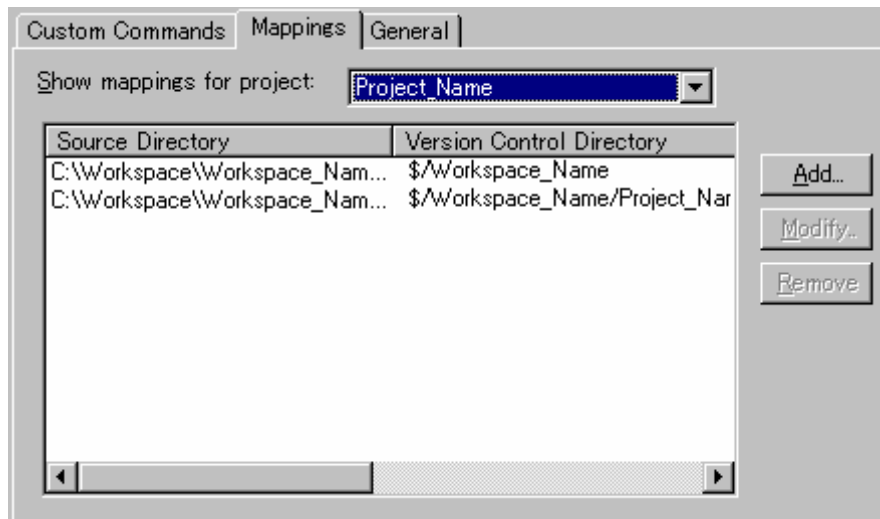 Custom Commands Mappings General
Show mappings for project: Project_Name
Source Directory Version Control Directory
C:\Workspace\Workspace_Nam... $/Workspace_Name
C:\Workspace\Workspace_Nam... $/Workspace_Name/Project_Nar
Add...
Modify..
Remove